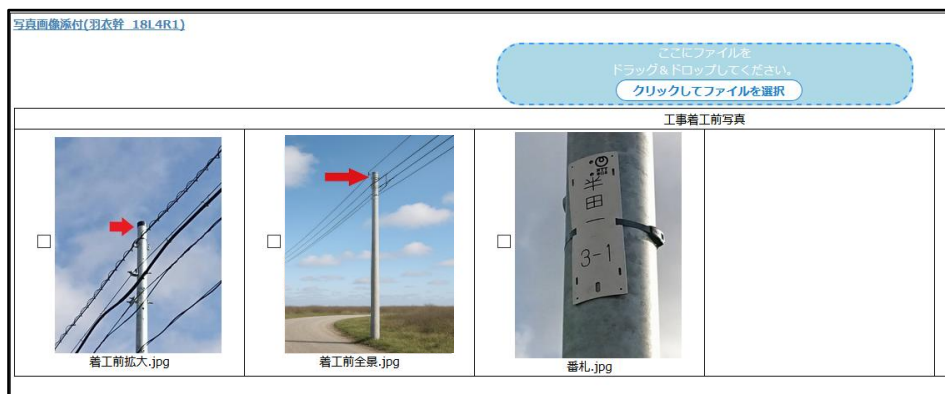 写真画像添付(羽衣幹 18L4R1)
ここにファイルを
ドラッグ&ドロップしてください。
クリックしてファイルを選択
工事着工前写真
半田一
3-1
着工前拡大.jpg
着工前全景.jpg
番札.jpg